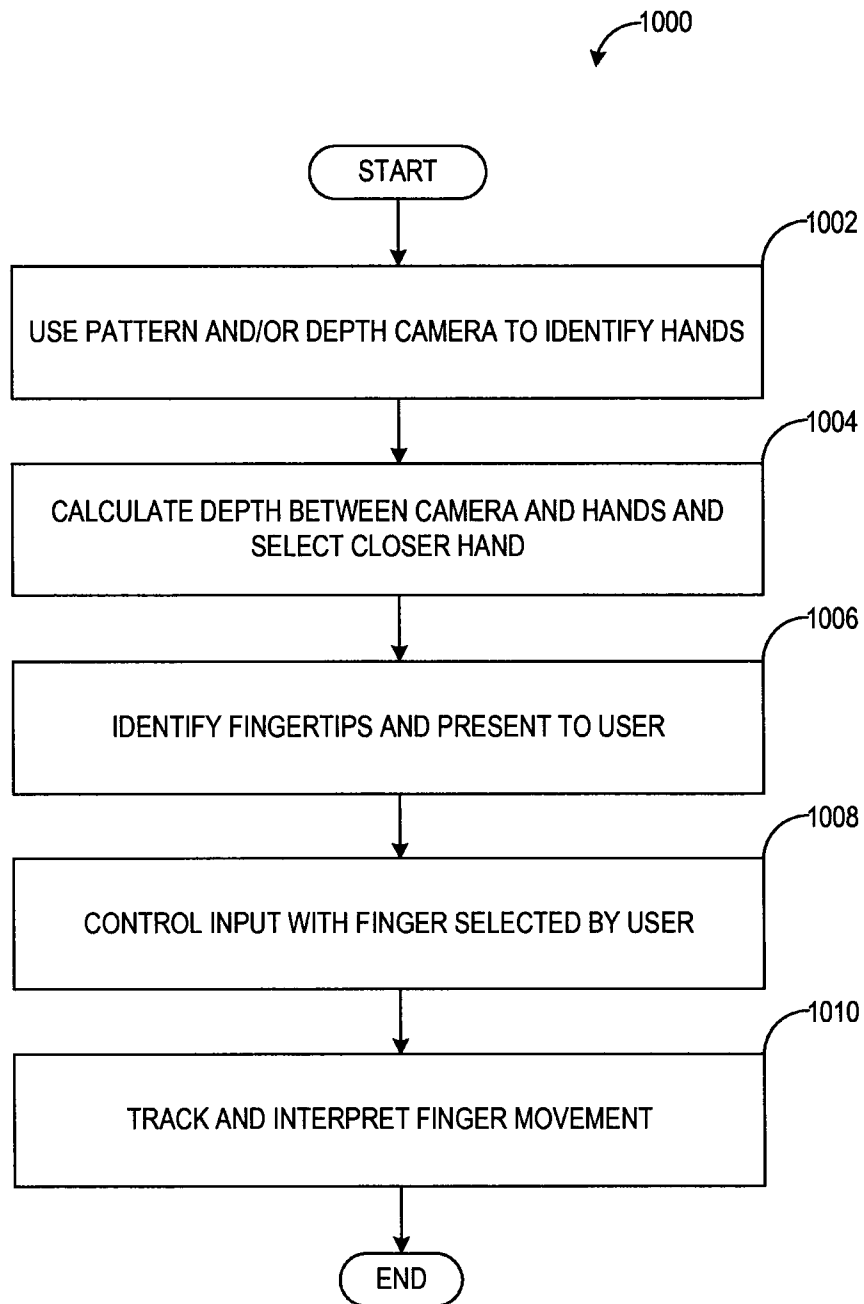 1000
START
1002
USE PATTERN AND/OR DEPTH CAMERA TO IDENTIFY HANDS
1004
CALCULATE DEPTH BETWEEN CAMERA AND HANDS AND
SELECT CLOSER HAND
1006
IDENTIFY FINGERTIPS AND PRESENT TO USER
1008
CONTROL INPUT WITH FINGER SELECTED BY USER
1010
TRACK AND INTERPRET FINGER MOVEMENT
END